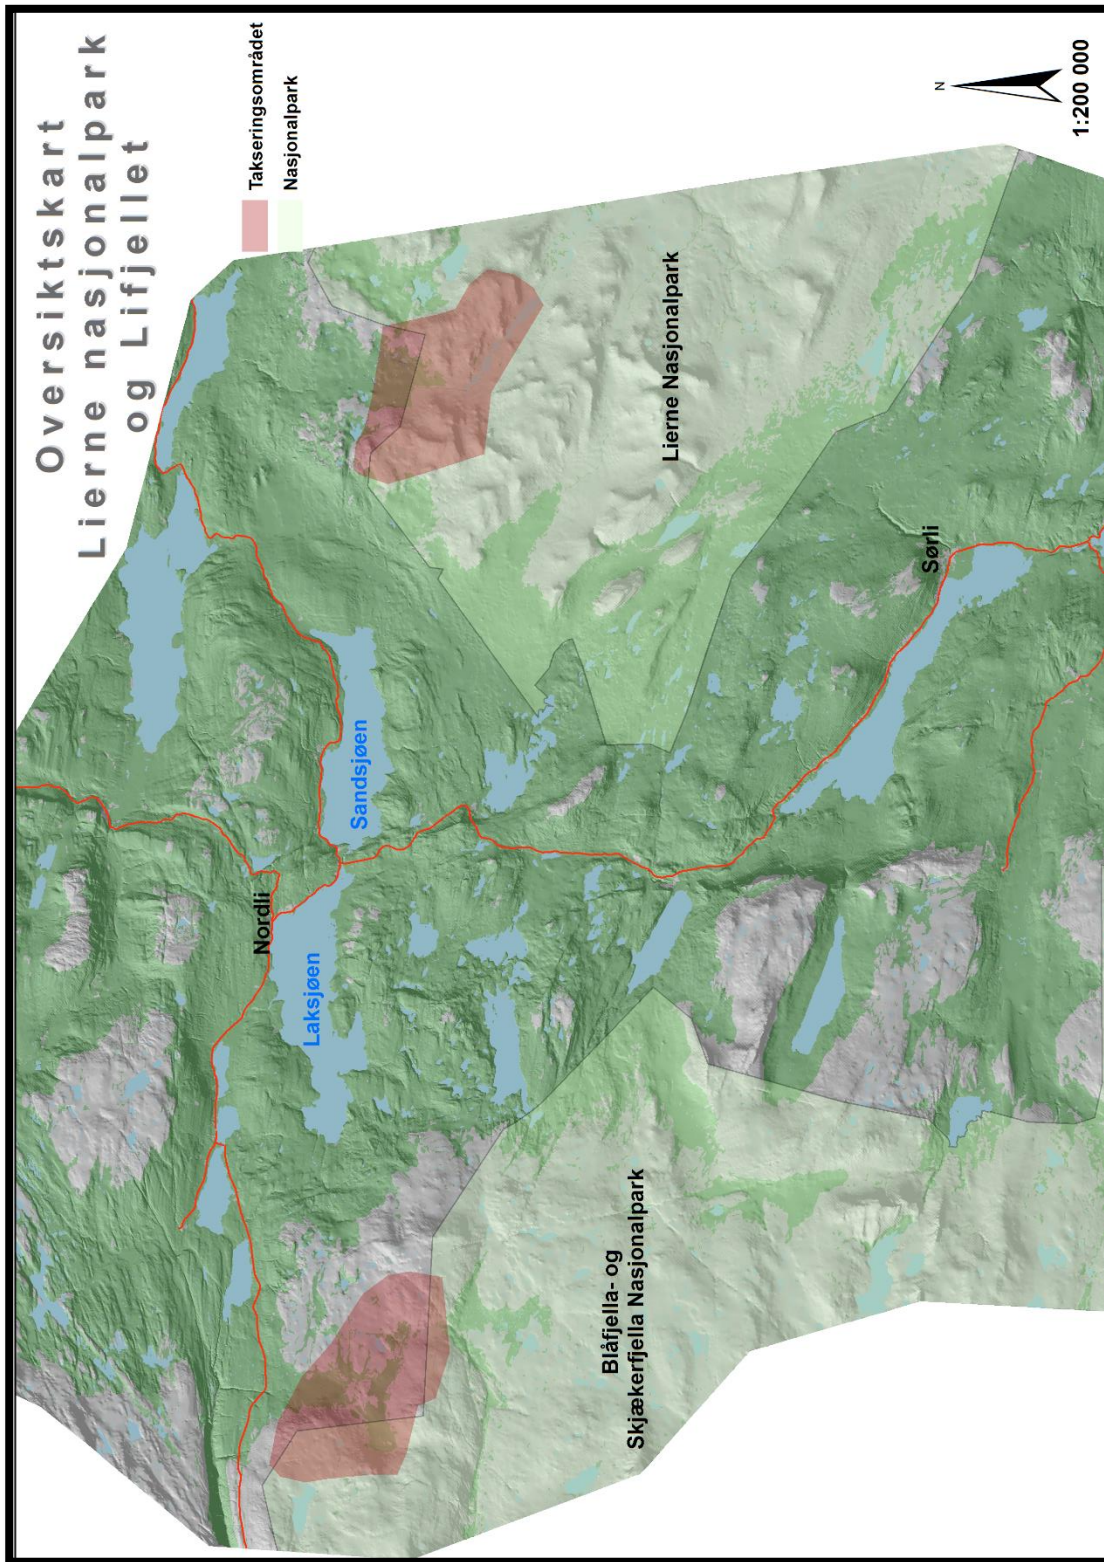 Oversiktskart
Lierne nasjonalpark
og Lifjellet
Takseringsområdet
Nasjonalpark
N
1:200 000
Nordli
Laksjøen
Sandsjøen
Lierne Nasjonalpark
Sørli
Blåfjella- og
Skjækerfjella Nasjonalpark